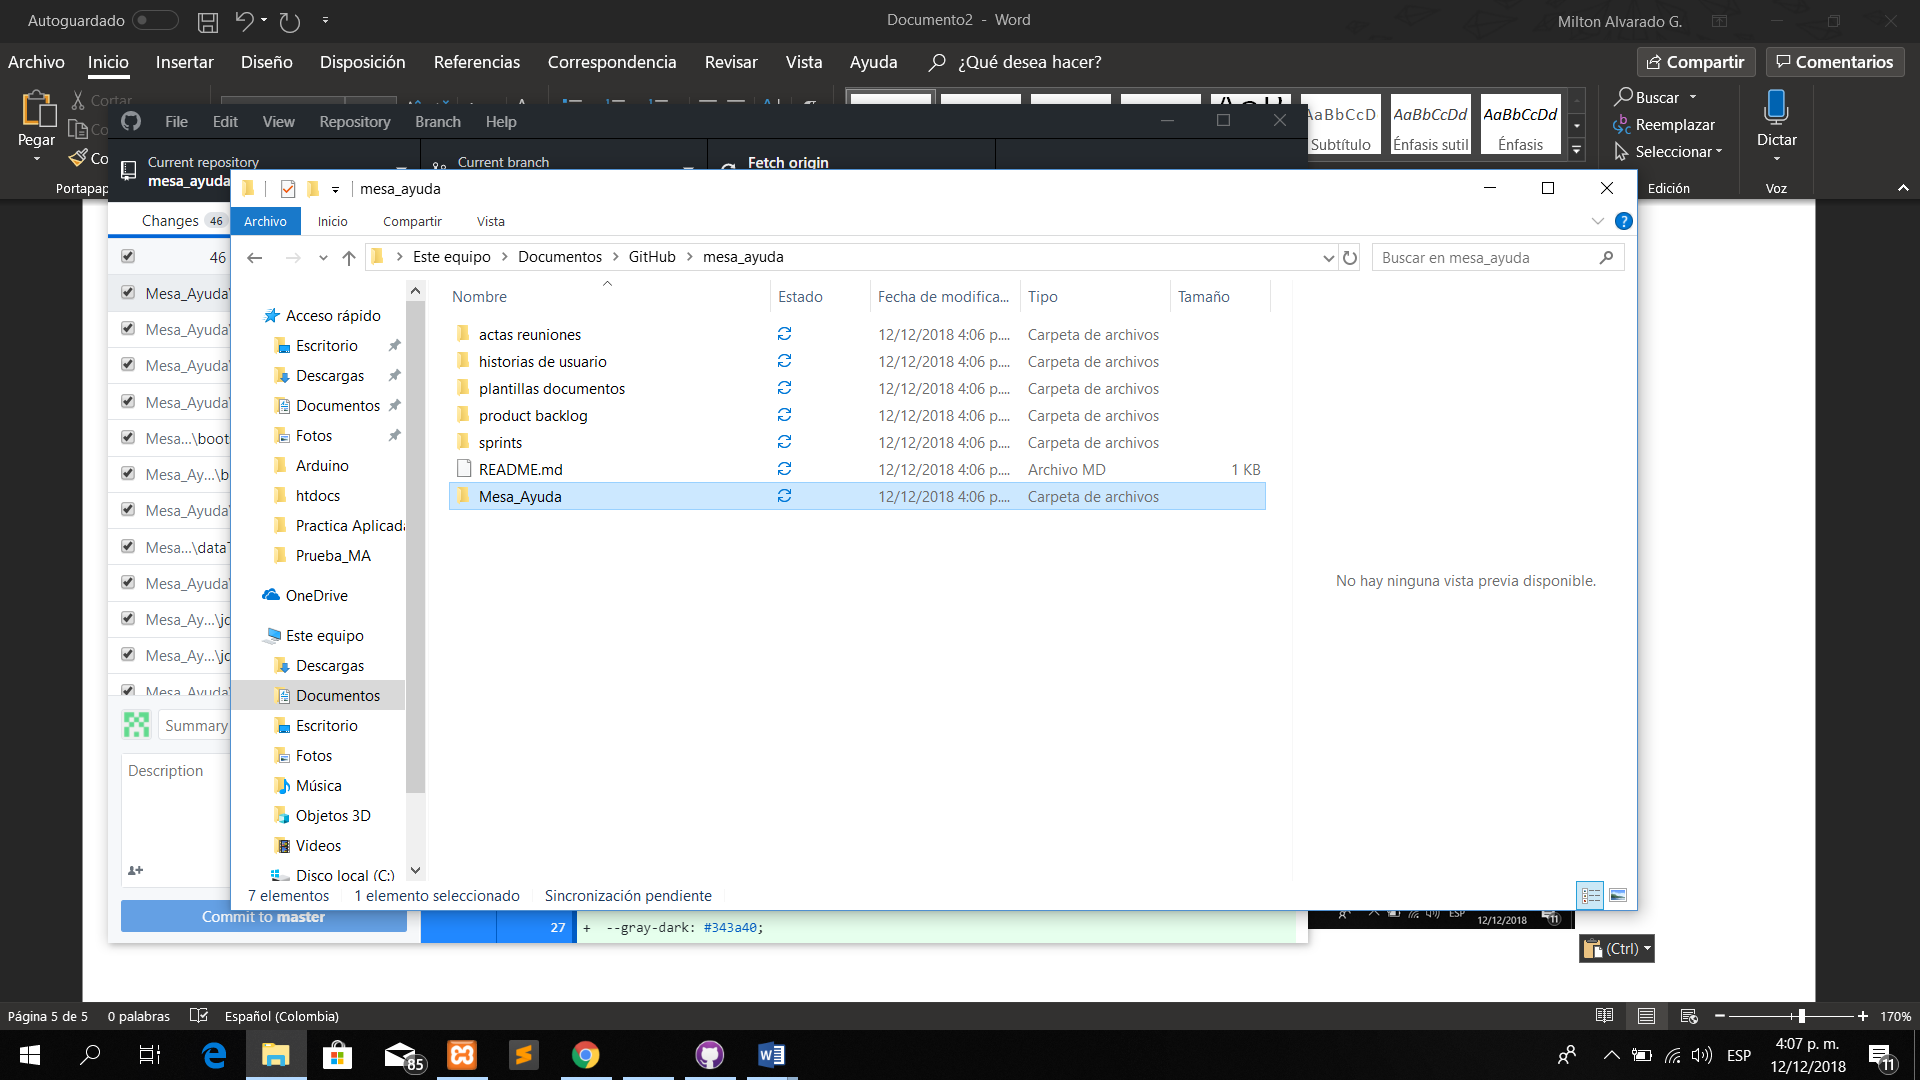 Autoguardado
Documento2 - Word
Milton Alvarado G.
Archivo Inicio Insertar Diseño Disposición Referencias Correspondencia Revisar Vista Ayuda ¿Qué desea hacer? Compartir Comentarios
Pegar
Cortar
Portapap
Subtítulo
AaBbCcDd
Énfasis sutil
AaBbCcDd
Énfasis
Buscar
Reemplazar
Seleccionar
Edición
Dictar
Voz
File Edit View Repository Branch Help
Current repository
mesa_ayuda
Current branch
Fetch origin
Changes 46
46
Mesa_Ayuda\
Mesa_Ayuda\
Mesa_Ayuda\
Mesa_Ayuda\
Mesa...\boot
Mesa_Ay...\b
Mesa_Ayuda\
Mesa...\data
Mesa_Ayuda\
Mesa_Ay...\jq
Mesa_Ay...\jq
Mesa_Ayuda\
Summary
Description
Commit to master
27 + --gray-dark: #343a40;
mesa_ayuda
Archivo Inicio Compartir Vista
Este equipo > Documentos > GitHub > mesa_ayuda
Buscar en mesa_ayuda
Acceso rápido
Escritorio
Descargas
Documentos
Fotos
Arduino
htdocs
Practica Aplicada
Prueba_MA
OneDrive
Este equipo
Descargas
Documentos
Escritorio
Fotos
Música
Objetos 3D
Videos
Disco local (C:)
Nombre Estado Fecha de modifica... Tipo Tamaño
actas reuniones 12/12/2018 4:06 p.... Carpeta de archivos
historias de usuario 12/12/2018 4:06 p.... Carpeta de archivos
plantillas documentos 12/12/2018 4:06 p.... Carpeta de archivos
product backlog 12/12/2018 4:06 p.... Carpeta de archivos
sprints 12/12/2018 4:06 p.... Carpeta de archivos
README.md 12/12/2018 4:06 p.... Archivo MD 1 KB
Mesa_Ayuda 12/12/2018 4:06 p.... Carpeta de archivos
No hay ninguna vista previa disponible.
7 elementos 1 elemento seleccionado Sincronización pendiente
ESP 12/12/2018 11
(Ctrl)
Página 5 de 5 0 palabras Español (Colombia)
170%
85
ESP
4:07 p. m.
12/12/2018
11